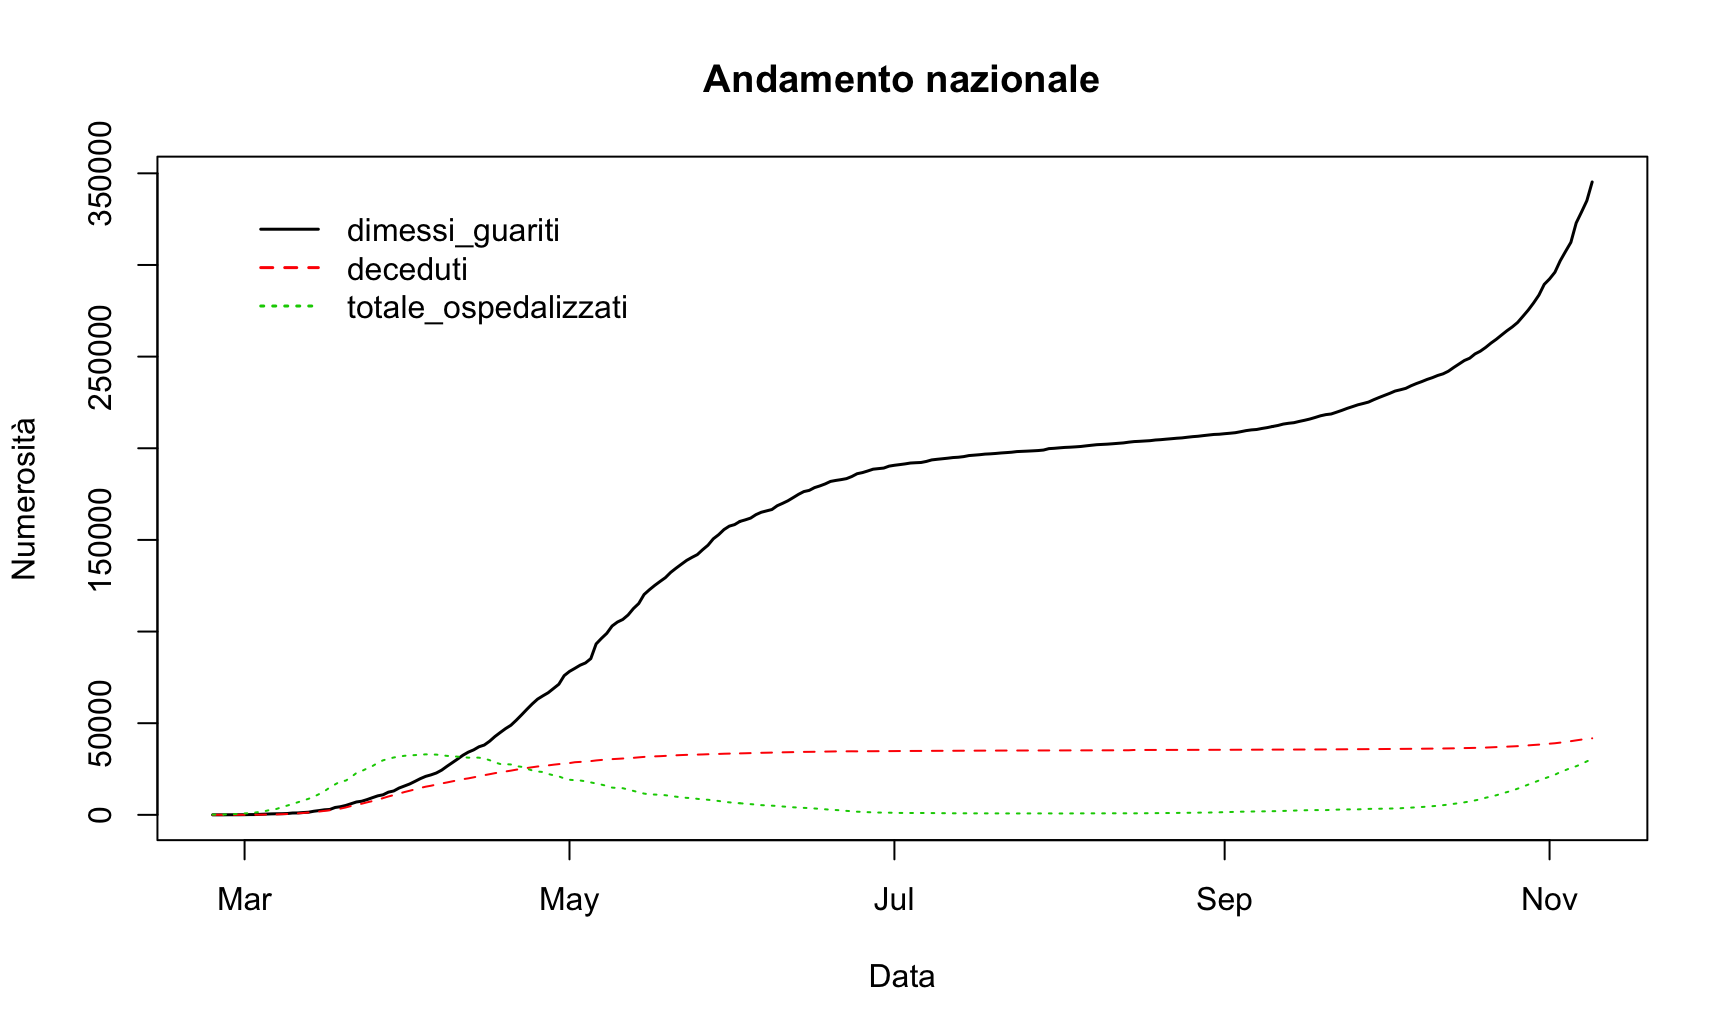 Andamento nazionale
350000
250000
150000
50000
0
Numerosità
dimessi_guariti
deceduti
totale_ospedalizzati
Mar
May
Jul
Sep
Nov
Data